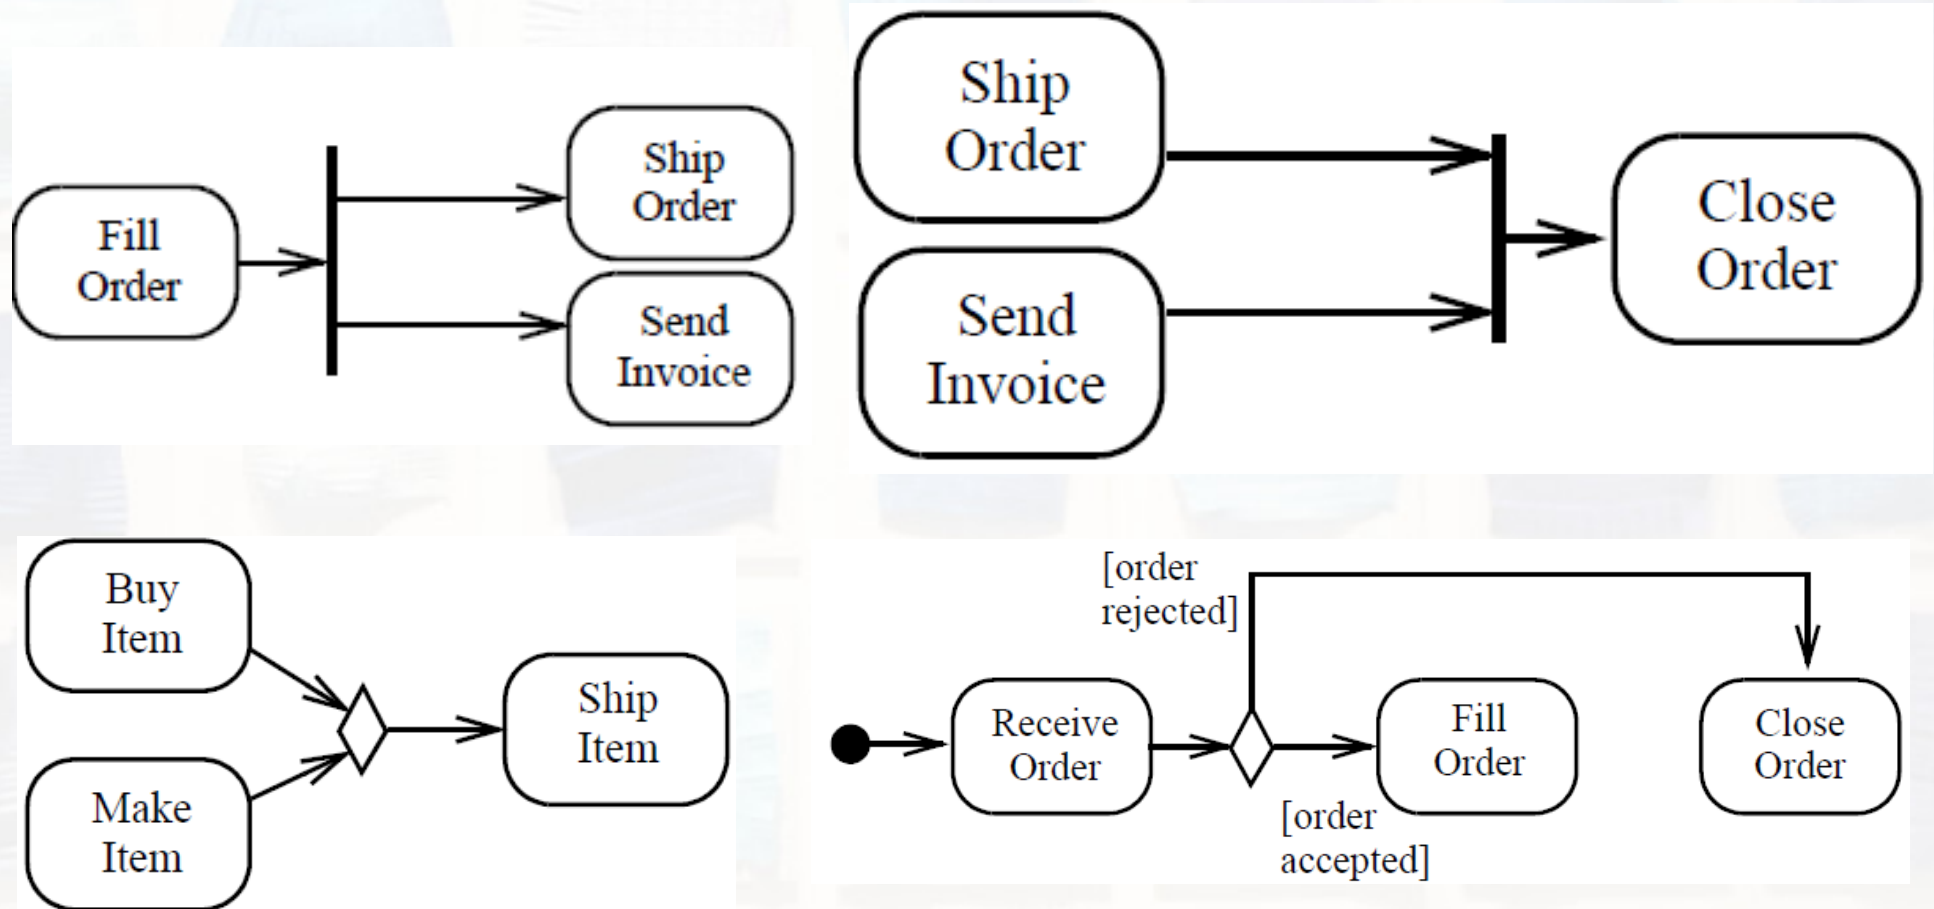 Fill
Order
Ship
Order
Send
Invoice
Ship
Order
Send
Invoice
Close
Order
Buy
Item
Make
Item
Ship
Item
[order
rejected]
Receive
Order
Fill
Order
Close
Order
[order
accepted]